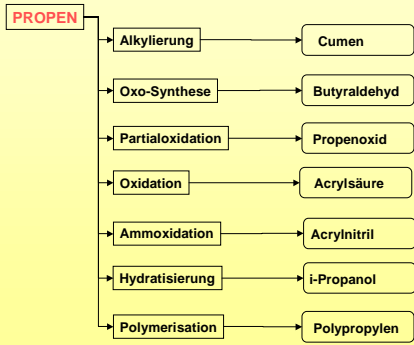 PROPEN
Alkylierung Cumen
Oxo-Synthese Butyraldehyd
Partialoxidation Propenoxid
Oxidation Acrylsäure
Ammoxidation Acrylnitril
Hydratisierung i-Propanol
Polymerisation Polypropylen